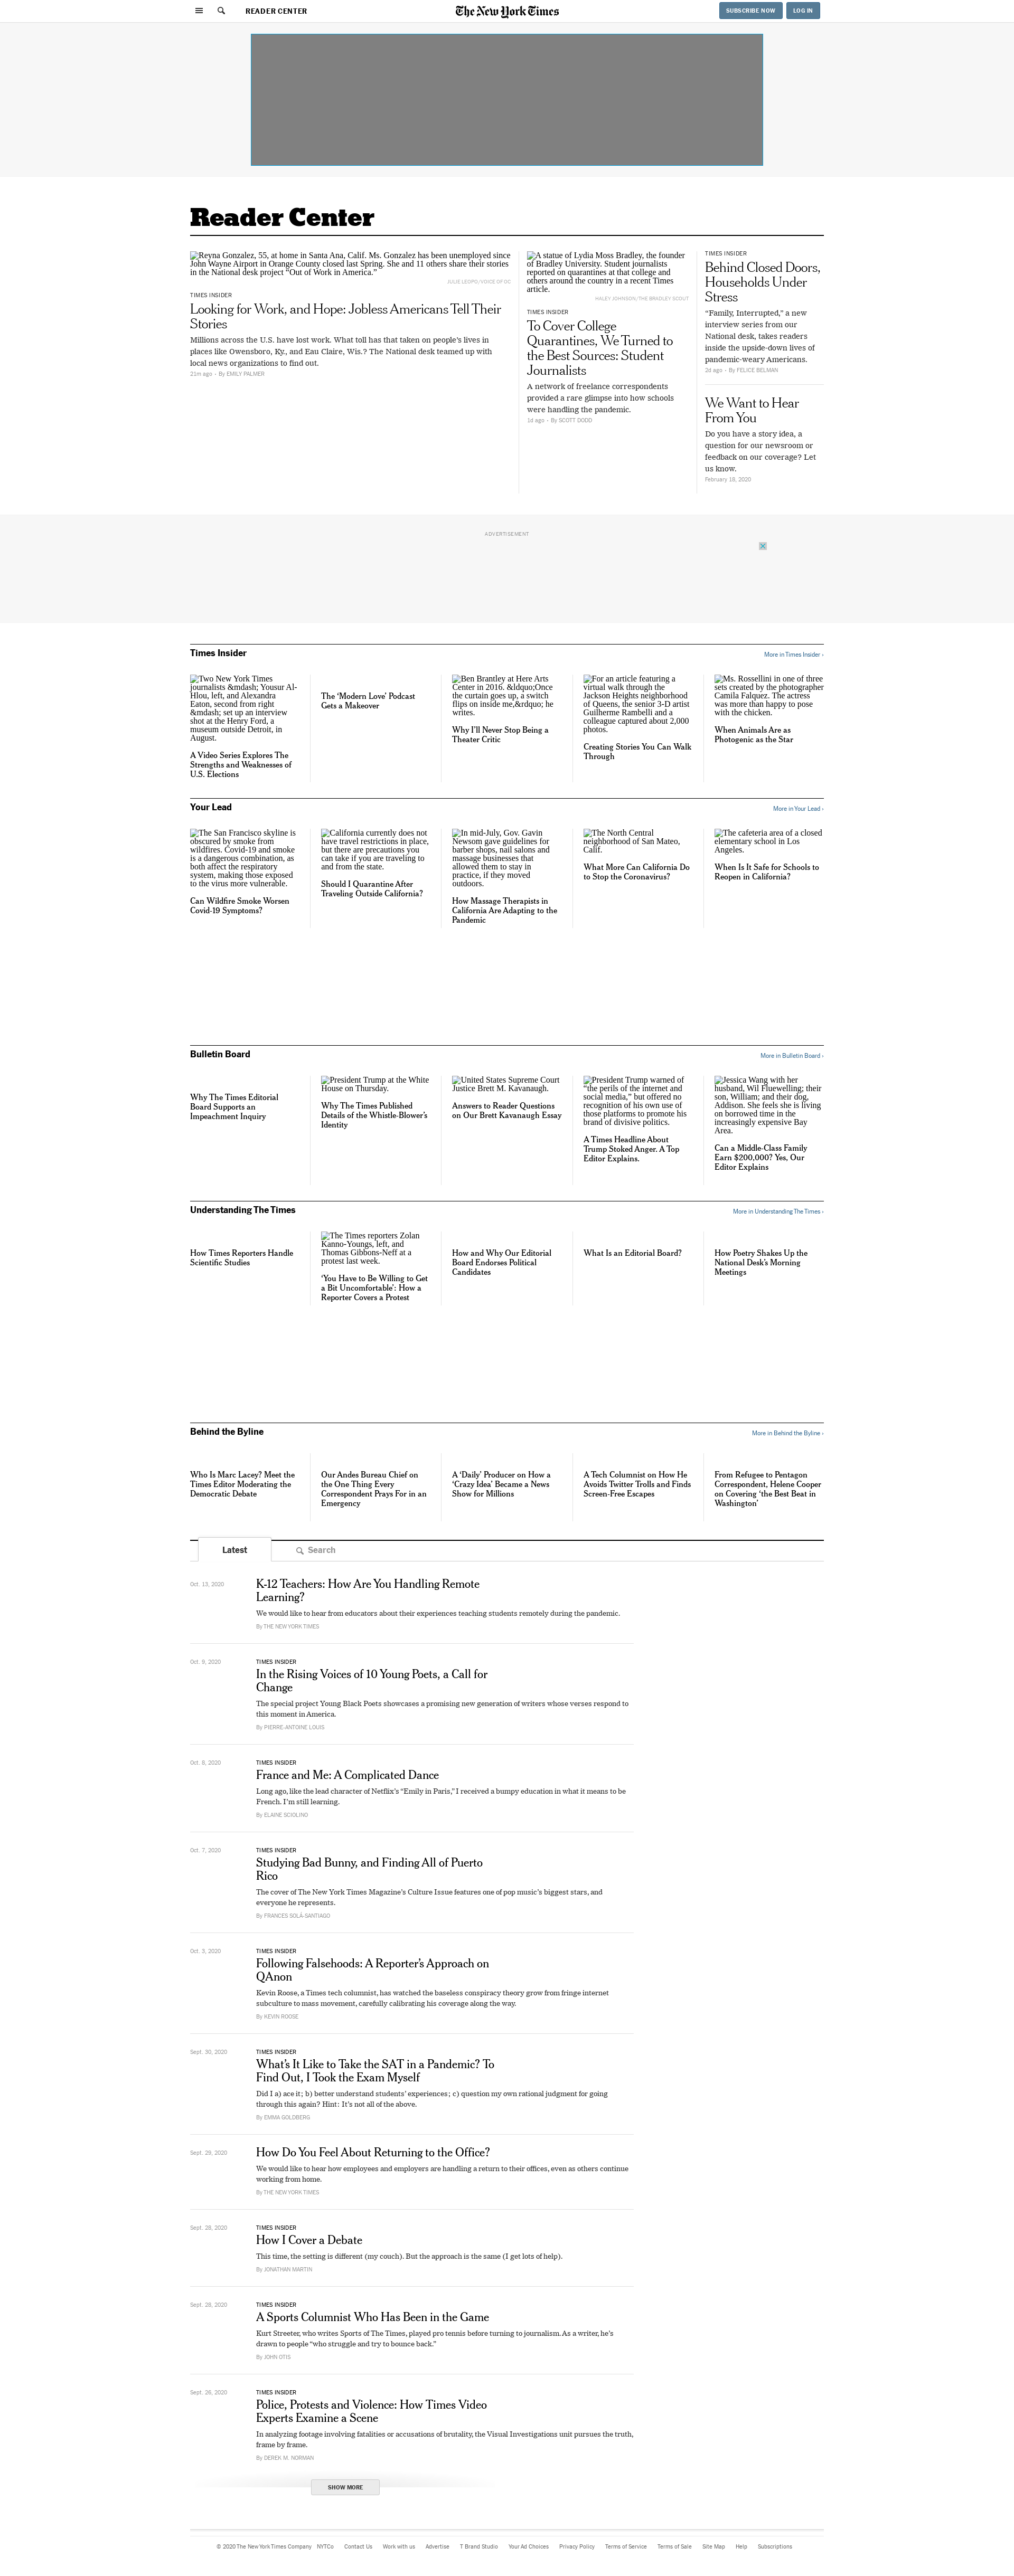 READER CENTER
The New York Times
SUBSCRIBE NOW
LOG IN
Reader Center
Reyna Gonzalez, 55, at home in Santa Ana, Calif. Ms. Gonzalez has been unemployed since
John Wayne Airport in Orange County closed last Spring. She and 11 others share their stories
in the National desk project “Out of Work in America.”
JULIE LEOPO/VOICE OF OC
TIMES INSIDER
Looking for Work, and Hope: Jobless Americans Tell Their
Stories
Millions across the U.S. have lost work. What toll has that taken on people’s lives in
places like Owensboro, Ky., and Eau Claire, Wis.? The National desk teamed up with
local news organizations to find out.
21m ago • By EMILY PALMER
A statue of Lydia Moss Bradley, the founder
of Bradley University. Student journalists
reported on quarantines at that college and
others around the country in a recent Times
article.
HALEY JOHNSON/THE BRADLEY SCOUT
TIMES INSIDER
To Cover College
Quarantines, We Turned to
the Best Sources: Student
Journalists
A network of freelance correspondents
provided a rare glimpse into how schools
were handling the pandemic.
1d ago • By SCOTT DODD
TIMES INSIDER
Behind Closed Doors,
Households Under
Stress
“Family, Interrupted,” a new
interview series from our
National desk, takes readers
inside the upside-down lives of
pandemic-weary Americans.
2d ago • By FELICE BELMAN
We Want to Hear
From You
Do you have a story idea, a
question for our newsroom or
feedback on our coverage? Let
us know.
February 18, 2020
ADVERTISEMENT
Times Insider
More in Times Insider ›
Two New York Times
journalists &mdash; Yousur Al-
Hlou, left, and Alexandra
Eaton, second from right
&mdash; set up an interview
shot at the Henry Ford, a
museum outside Detroit, in
August.
A Video Series Explores The
Strengths and Weaknesses of
U.S. Elections
The ‘Modern Love’ Podcast
Gets a Makeover
Ben Brantley at Here Arts
Center in 2016. &ldquo;Once
the curtain goes up, a switch
flips on inside me,&rdquo; he
writes.
Why I’ll Never Stop Being a
Theater Critic
For an article featuring a
virtual walk through the
Jackson Heights neighborhood
of Queens, the senior 3-D artist
Guilherme Rambelli and a
colleague captured about 2,000
photos.
Creating Stories You Can Walk
Through
Ms. Rossellini in one of three
sets created by the photographer
Camila Falquez. The actress
was more than happy to pose
with the chicken.
When Animals Are as
Photogenic as the Star
Your Lead
More in Your Lead ›
The San Francisco skyline is
obscured by smoke from
wildfires. Covid-19 and smoke
is a dangerous combination, as
both affect the respiratory
system, making those exposed
to the virus more vulnerable.
Can Wildfire Smoke Worsen
Covid-19 Symptoms?
California currently does not
have travel restrictions in place,
but there are precautions you
can take if you are traveling to
and from the state.
Should I Quarantine After
Traveling Outside California?
In mid-July, Gov. Gavin
Newsom gave guidelines for
barber shops, nail salons and
massage businesses that
allowed them to stay in
practice, if they moved
outdoors.
How Massage Therapists in
California Are Adapting to the
Pandemic
The North Central
neighborhood of San Mateo,
Calif.
What More Can California Do
to Stop the Coronavirus?
The cafeteria area of a closed
elementary school in Los
Angeles.
When Is It Safe for Schools to
Reopen in California?
Bulletin Board
More in Bulletin Board ›
Why The Times Editorial
Board Supports an
Impeachment Inquiry
President Trump at the White
House on Thursday.
Why The Times Published
Details of the Whistle-Blower’s
Identity
United States Supreme Court
Justice Brett M. Kavanaugh.
Answers to Reader Questions
on Our Brett Kavanaugh Essay
President Trump warned of
“the perils of the internet and
social media,” but offered no
recognition of his own use of
those platforms to promote his
brand of divisive politics.
A Times Headline About
Trump Stoked Anger. A Top
Editor Explains.
Jessica Wang with her
husband, Wil Fluewelling; their
son, William; and their dog,
Addison. She feels she is living
on borrowed time in the
increasingly expensive Bay
Area.
Can a Middle-Class Family
Earn $200,000? Yes, Our
Editor Explains
Understanding The Times
More in Understanding The Times ›
How Times Reporters Handle
Scientific Studies
The Times reporters Zolan
Kanno-Youngs, left, and
Thomas Gibbons-Neff at a
protest last week.
‘You Have to Be Willing to Get
a Bit Uncomfortable’: How a
Reporter Covers a Protest
How and Why Our Editorial
Board Endorses Political
Candidates
What Is an Editorial Board?
How Poetry Shakes Up the
National Desk’s Morning
Meetings
Behind the Byline
More in Behind the Byline ›
Who Is Marc Lacey? Meet the
Times Editor Moderating the
Democratic Debate
Our Andes Bureau Chief on
the One Thing Every
Correspondent Prays For in an
Emergency
A ‘Daily’ Producer on How a
‘Crazy Idea’ Became a News
Show for Millions
A Tech Columnist on How He
Avoids Twitter Trolls and Finds
Screen-Free Escapes
From Refugee to Pentagon
Correspondent, Helene Cooper
on Covering ‘the Best Beat in
Washington’
Latest
Search
Oct. 13, 2020
K-12 Teachers: How Are You Handling Remote
Learning?
We would like to hear from educators about their experiences teaching students remotely during the pandemic.
By THE NEW YORK TIMES
Oct. 9, 2020
TIMES INSIDER
In the Rising Voices of 10 Young Poets, a Call for
Change
The special project Young Black Poets showcases a promising new generation of writers whose verses respond to
this moment in America.
By PIERRE-ANTOINE LOUIS
Oct. 8, 2020
TIMES INSIDER
France and Me: A Complicated Dance
Long ago, like the lead character of Netflix’s “Emily in Paris,” I received a bumpy education in what it means to be
French. I’m still learning.
By ELAINE SCIOLINO
Oct. 7, 2020
TIMES INSIDER
Studying Bad Bunny, and Finding All of Puerto
Rico
The cover of The New York Times Magazine’s Culture Issue features one of pop music’s biggest stars, and
everyone he represents.
By FRANCES SOLÁ-SANTIAGO
Oct. 3, 2020
TIMES INSIDER
Following Falsehoods: A Reporter’s Approach on
QAnon
Kevin Roose, a Times tech columnist, has watched the baseless conspiracy theory grow from fringe internet
subculture to mass movement, carefully calibrating his coverage along the way.
By KEVIN ROOSE
Sept. 30, 2020
TIMES INSIDER
What’s It Like to Take the SAT in a Pandemic? To
Find Out, I Took the Exam Myself
Did I a) ace it; b) better understand students’ experiences; c) question my own rational judgment for going
through this again? Hint: It’s not all of the above.
By EMMA GOLDBERG
Sept. 29, 2020
How Do You Feel About Returning to the Office?
We would like to hear how employees and employers are handling a return to their offices, even as others continue
working from home.
By THE NEW YORK TIMES
Sept. 28, 2020
TIMES INSIDER
How I Cover a Debate
This time, the setting is different (my couch). But the approach is the same (I get lots of help).
By JONATHAN MARTIN
Sept. 28, 2020
TIMES INSIDER
A Sports Columnist Who Has Been in the Game
Kurt Streeter, who writes Sports of The Times, played pro tennis before turning to journalism. As a writer, he’s
drawn to people “who struggle and try to bounce back.”
By JOHN OTIS
Sept. 26, 2020
TIMES INSIDER
Police, Protests and Violence: How Times Video
Experts Examine a Scene
In analyzing footage involving fatalities or accusations of brutality, the Visual Investigations unit pursues the truth,
frame by frame.
By DEREK M. NORMAN
SHOW MORE
© 2020 The New York Times Company NYTCo Contact Us Work with us Advertise T Brand Studio Your Ad Choices Privacy Policy Terms of Service Terms of Sale Site Map Help Subscriptions